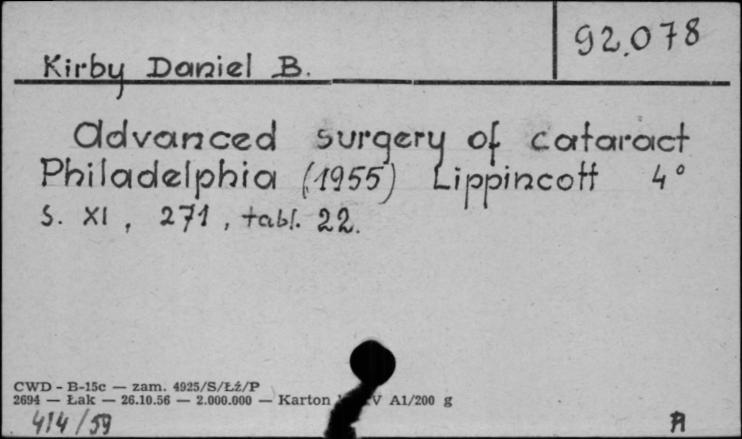 92.078
Kirby Daniel B.
Advanced surgery of cataract
Philadelphia (1955) Lippincott 4°
S. XI, 271, tabl. 22.
CWD - B-15c — zam. 4925/S/Łź/P
2694 — Łak — 26.10.56 — 2.000.000 — Karton V A1/200 g
414/59